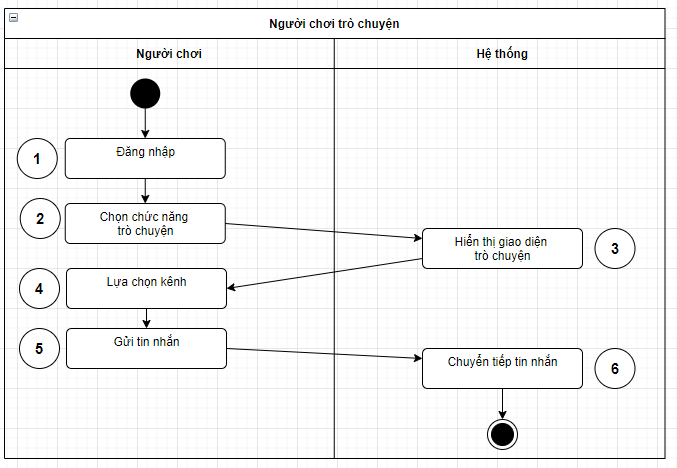 Người chơi trò chuyện
Người chơi
Hệ thống
1
Đăng nhập
2
Chọn chức năng
trò chuyện
Hiển thị giao diện
trò chuyện
3
4
Lựa chọn kênh
5
Gửi tin nhắn
Chuyển tiếp tin nhắn
6